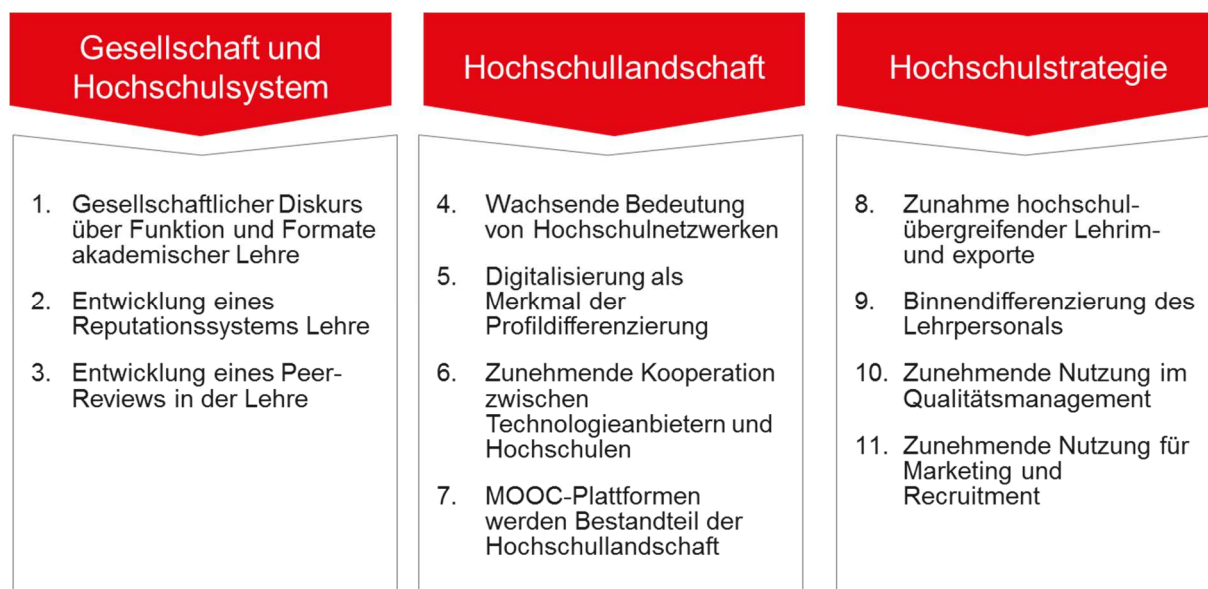 Gesellschaft und
Hochschulsystem
1. Gesellschaftlicher Diskurs
über Funktion und Formate
akademischer Lehre
2. Entwicklung eines
Reputationssystems Lehre
3. Entwicklung eines Peer-
Reviews in der Lehre
Hochschullandschaft
4. Wachsende Bedeutung
von Hochschulnetzwerken
5. Digitalisierung als
Merkmal der
Profildifferenzierung
6. Zunehmende Kooperation
zwischen
Technologieanbietern und
Hochschulen
7. MOOC-Plattformen
werden Bestandteil der
Hochschullandschaft
Hochschulstrategie
8. Zunahme hochschul-
übergreifender Lehrim-
und exporte
9. Binnendifferenzierung des
Lehrpersonals
10. Zunehmende Nutzung im
Qualitätsmanagement
11. Zunehmende Nutzung für
Marketing und
Recruitment